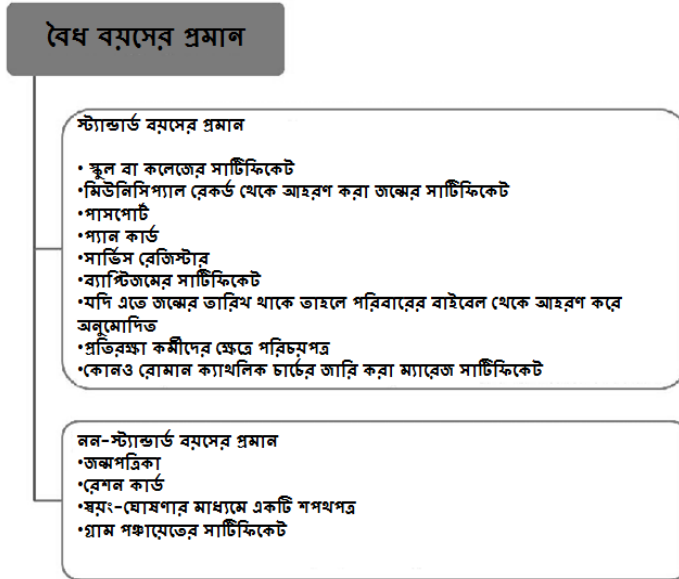 বৈধ বয়সের প্রমান
স্ট্যান্ডার্ড বয়সের প্রমান
• স্কুল বা কলেজের সার্টিফিকেট
•মিউনিসিপ্যাল রেকর্ড থেকে আহরণ করা জন্মের সার্টিফিকেট
•পাসপোর্ট
•প্যান কার্ড
•সার্ভিস রেজিস্টার
•ব্যাপ্টিজমের সার্টিফিকেট
•যদি এতে জন্মের তারিখ থাকে তাহলে পরিবারের বাইবেল থেকে আহরণ করে
অনুমোদিত
•প্রতিরক্ষা কর্মীদের ক্ষেত্রে পরিচয়পত্র
•কোনও রোমান ক্যাথলিক চার্চের জারি করা ম্যারেজ সার্টিফিকেট
নন-স্ট্যান্ডার্ড বয়সের প্রমান
•জন্মপত্রিকা
•রেশন কার্ড
•স্বয়ং-ঘোষণার মাধ্যমে একটি শপথপত্র
•গ্রাম পঞ্চায়েতের সার্টিফিকেট